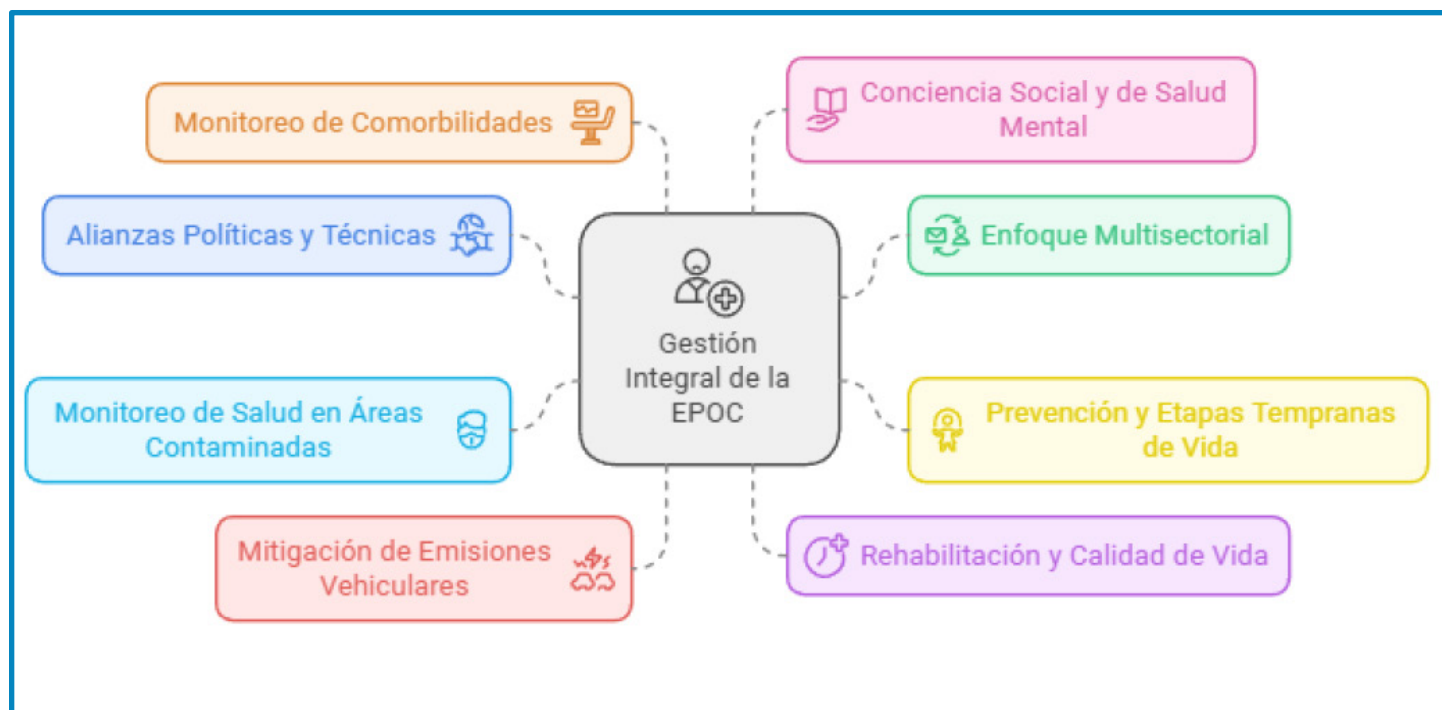 Monitoreo de Comorbilidades
Alianzas Políticas y Técnicas
Monitoreo de Salud en Áreas
Contaminadas
Mitigación de Emisiones
Vehiculares
Gestión
Integral de la
EPOC
Conciencia Social y de Salud
Mental
Enfoque Multisectorial
Prevención y Etapas Tempranas
de Vida
Rehabilitación y Calidad de Vida